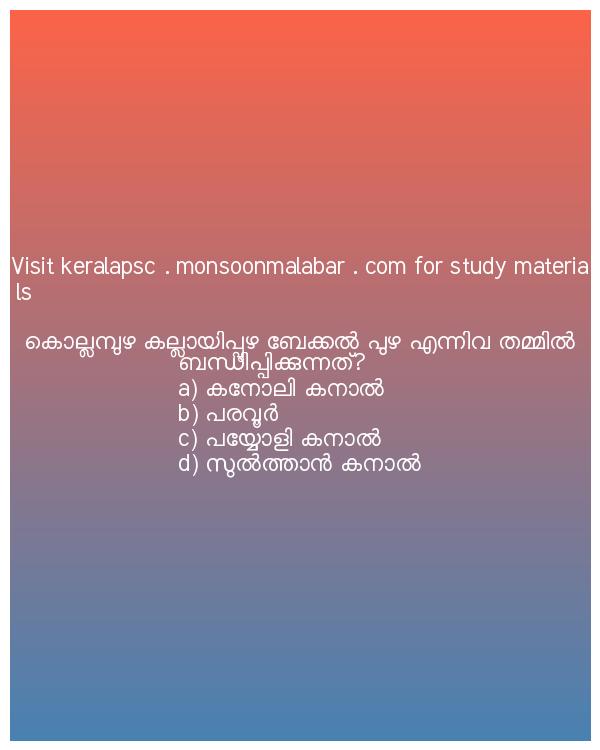 Visit keralapsc . monsoonmalabar . com for study materia
ls
കൊല്ലമ്പുഴ കല്ലായിപ്പുഴ ബേക്കൽ പുഴ എന്നിവ തമ്മിൽ
ബന്ധിപ്പിക്കുന്നത്?
a) കനോലി കനാൽ
b) പരവൂർ
c) പയ്യോളി കനാൽ
d) സുൽത്താൻ കനാൽ